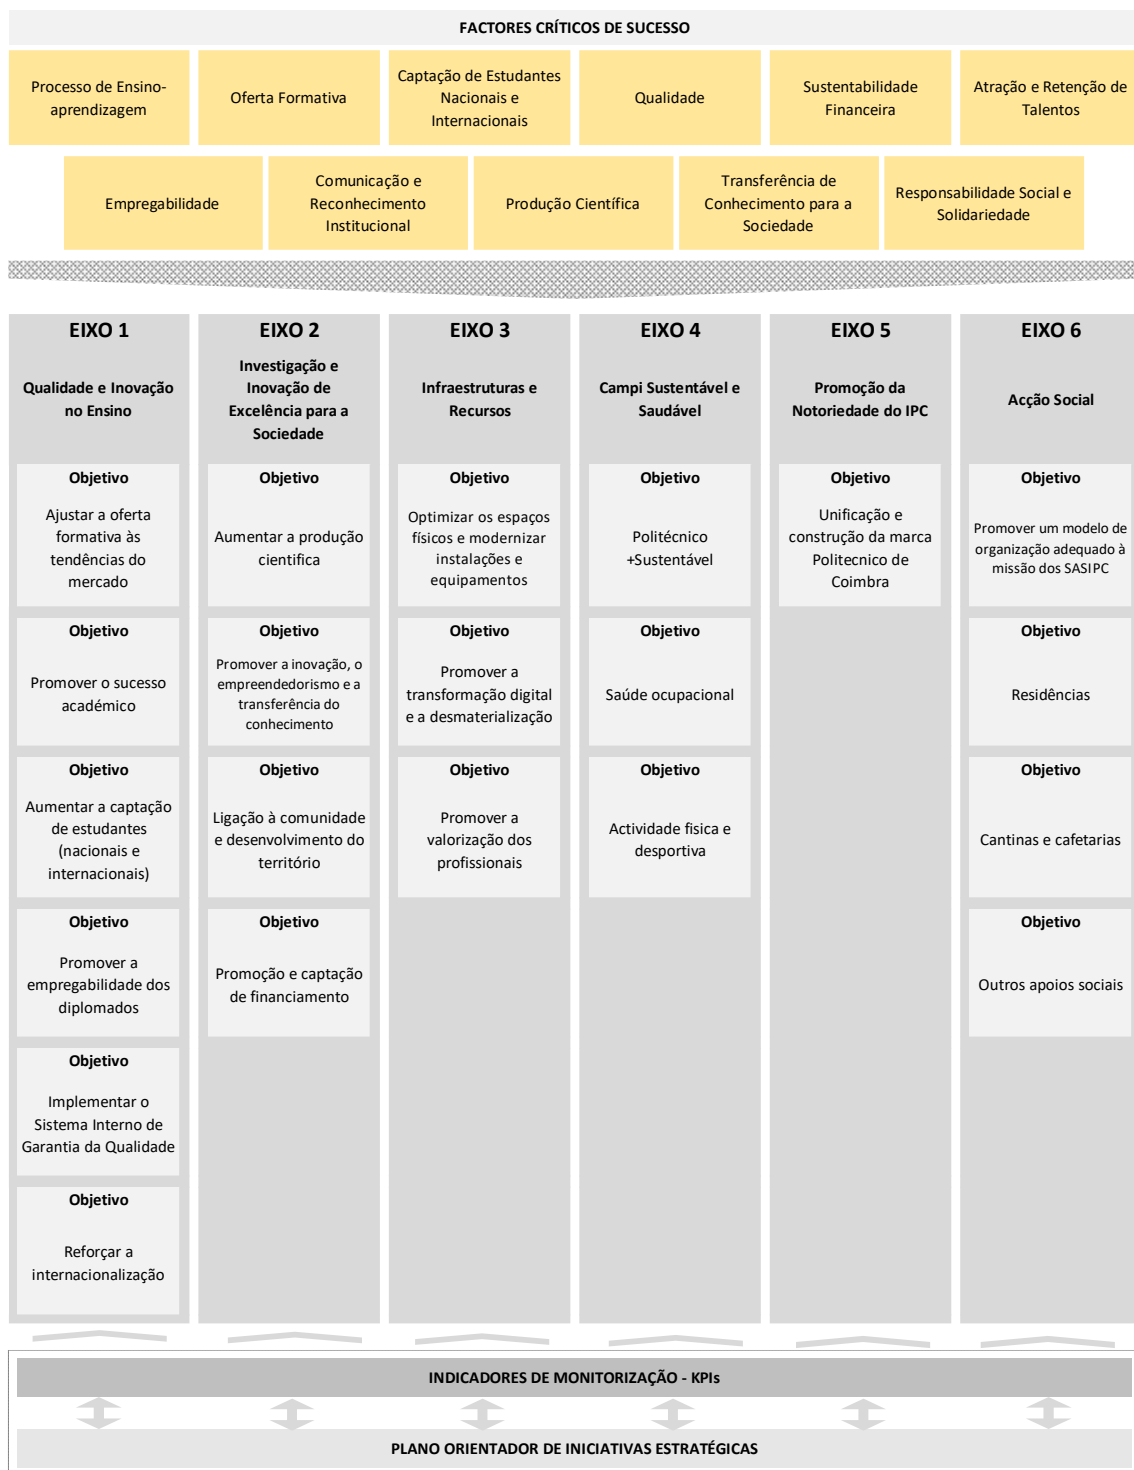 FACTORES CRÍTICOS DE SUCESSO
Processo de Ensino-
aprendizagem
Oferta Formativa
Captação de Estudantes
Nacionais e
Internacionais
Qualidade
Sustentabilidade
Financeira
Atração e Retenção de
Talentos
Empregabilidade
Comunicação e
Reconhecimento
Institucional
Produção Científica
Transferência de
Conhecimento para a
Sociedade
Responsabilidade Social e
Solidariedade
EIXO 1
Qualidade e Inovação
no Ensino
Objetivo
Ajustar a oferta
formativa às
tendências do
mercado
Objetivo
Promover o sucesso
académico
Objetivo
Aumentar a captação
de estudantes
(nacionais e
internacionais)
Objetivo
Promover a
empregabilidade dos
diplomados
Objetivo
Implementar o
Sistema Interno de
Garantia da Qualidade
Objetivo
Reforçar a
internacionalização
EIXO 2
Investigação e
Inovação de
Excelência para a
Sociedade
Objetivo
Aumentar a produção
cientifica
Objetivo
Promover a inovação, o
empreendedorismo e a
transferência do
conhecimento
Objetivo
Ligação à comunidade
e desenvolvimento do
território
Objetivo
Promoção e captação
de financiamento
EIXO 3
Infraestruturas e
Recursos
Objetivo
Optimizar os espaços
físicos e modernizar
instalações e
equipamentos
Objetivo
Promover a
transformação digital
e a desmaterialização
Objetivo
Promover a
valorização dos
profissionais
EIXO 4
Campi Sustentável e
Saudável
Objetivo
Politécnico
+Sustentável
Objetivo
Saúde ocupacional
Objetivo
Actividade fisica e
desportiva
EIXO 5
Promoção da
Notoriedade do IPC
Objetivo
Unificação e
construção da marca
Politecnico de
Coimbra
EIXO 6
Acção Social
Objetivo
Promover um modelo de
organização adequado à
missão dos SASIPC
Objetivo
Residências
Objetivo
Cantinas e cafetarias
Objetivo
Outros apoios sociais
INDICADORES DE MONITORIZAÇÃO - KPIs
PLANO ORIENTADOR DE INICIATIVAS ESTRATÉGICAS